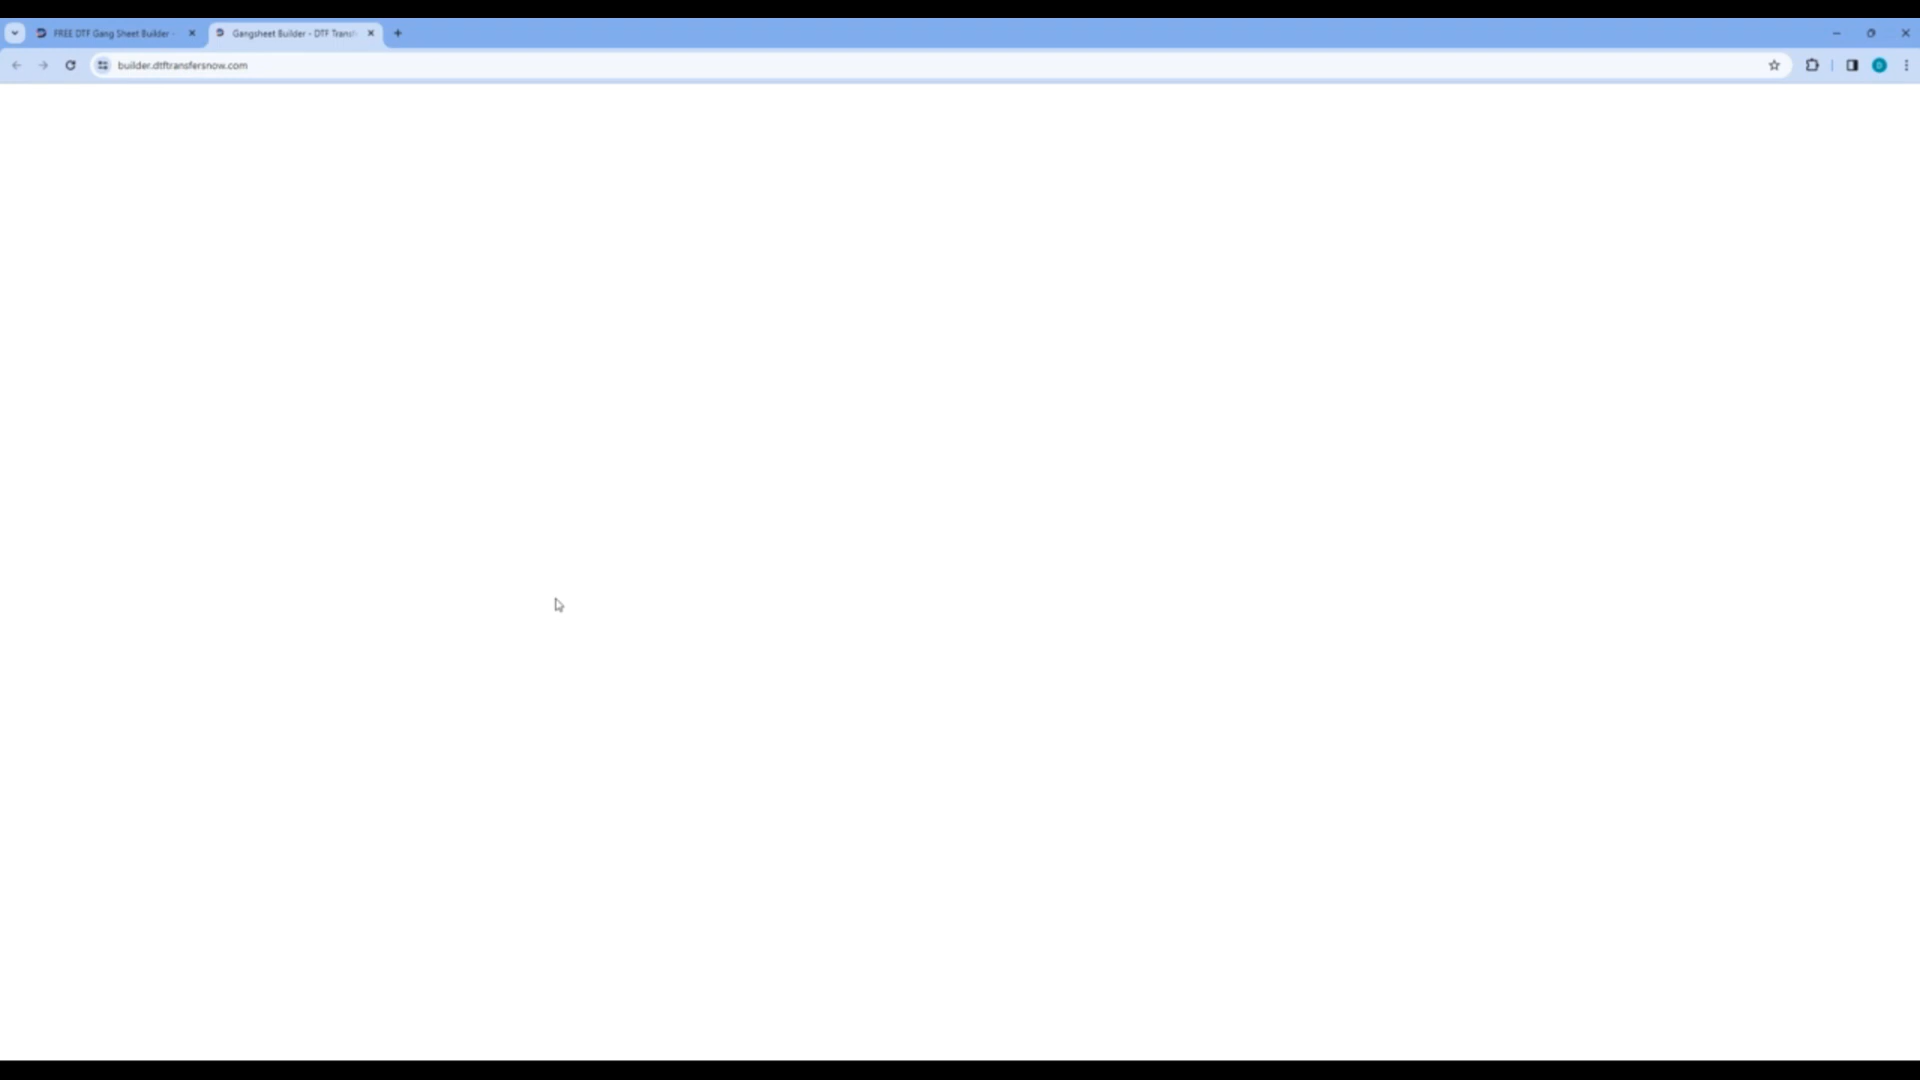 FREE DTF Gang Sheet Builder -
Gangsheet Builder - DTF Transf
builder.dtftransfersnow.com